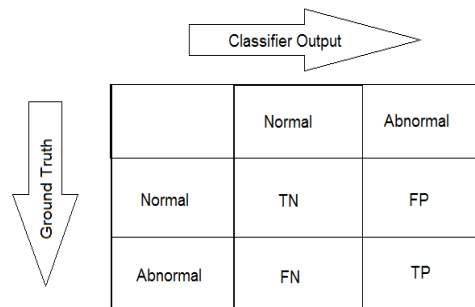 Classifier Output
Ground Truth
Normal Abnormal
Normal TN FP
Abnormal FN TP